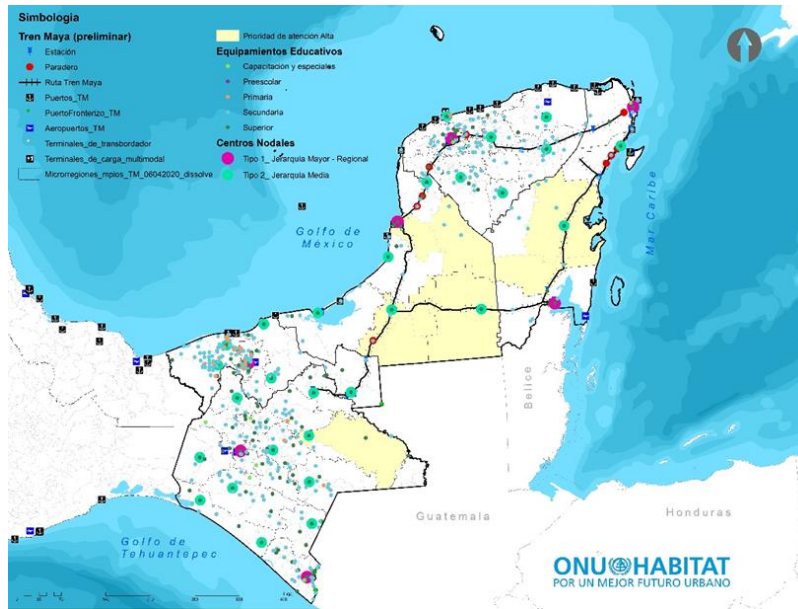 Simbologia
Tren Maya (preliminar)
Estación
Paradero
Ruta Tren Maya
Puertos_TM
PuertoFronterizo_TM
Aeropuertos_TM
Terminales_de_transbordador
Terminales_de_carga_multimodal
Microrregiones_mpios_TM_06042020_dissolve
Prioridad de atencion Alta
Equipamientos Educativos
Capacitación y especiales
Preescolar
Primaria
Secundaria
Superior
Centros Nodales
Tipo 1_ Jerarquía Mayor - Regional
Tipo 2_ Jerarquía Media
Golfo de
México
Mar Caribe
Belice
Guatemala
Honduras
Golfo de
Tehuantepec
ONU HABITAT
POR UN MEJOR FUTURO URBANO